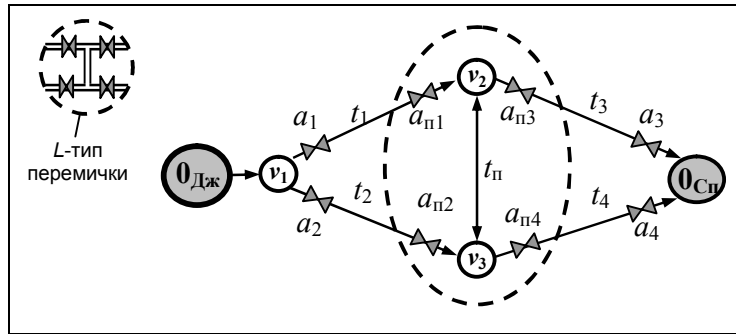 L-тип
перемички
0Дж
v1
a1
t1
aп1
v2
aп3
t3
a3
0Сп
tп
a2
t2
aп2
v3
aп4
t4
a4